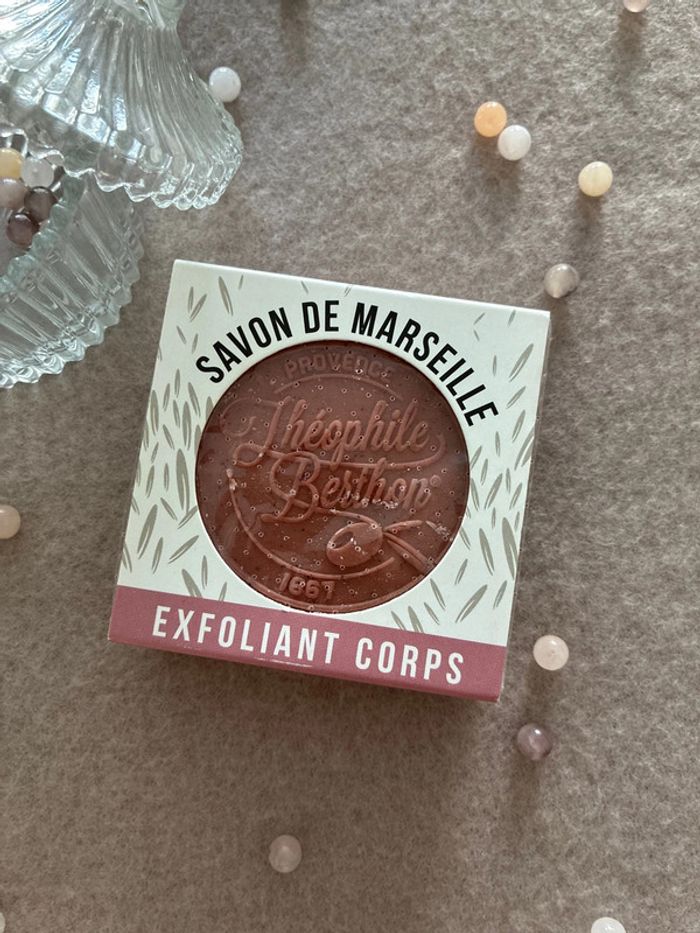 SAVON DE MARSEILLE
PROVENCE
Théophile
Berthon
1867
EXFOLIANT CORPS